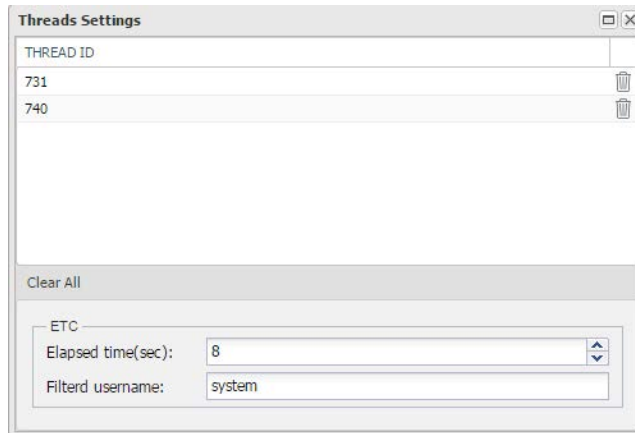 Threads Settings
THREAD ID
731
740
Clear All
ETC
Elapsed time(sec): 8
Filterd username: system